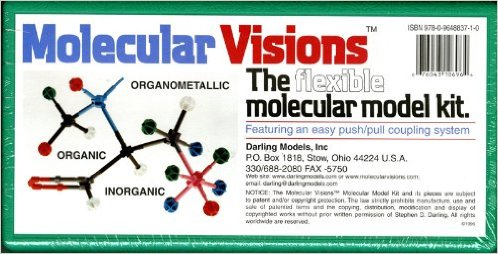 Molecular Visions™
ISBN 978-0-9648837-1-0
The flexible
molecular model kit.
Featuring an easy push/pull coupling system
ORGANOMETALLIC
ORGANIC
INORGANIC
Darling Models, Inc
P.O. Box 1818, Stow, Ohio 44224 U.S.A.
330/688-2080 FAX -5750
Web site: www.darlingmodels.com or www.molecularvisions.com;
email: darling@darlingmodels.com
NOTICE: The Molecular Visions™ Molecular Model Kit and its pieces are subject
to patent and/or copyright protection. The law strictly prohibits manufacture, use and
sale of patented items and the copying, distribution, modification and display of
copyrighted works without prior written permission of Stephen D. Darling. All rights
worldwide are reserved.